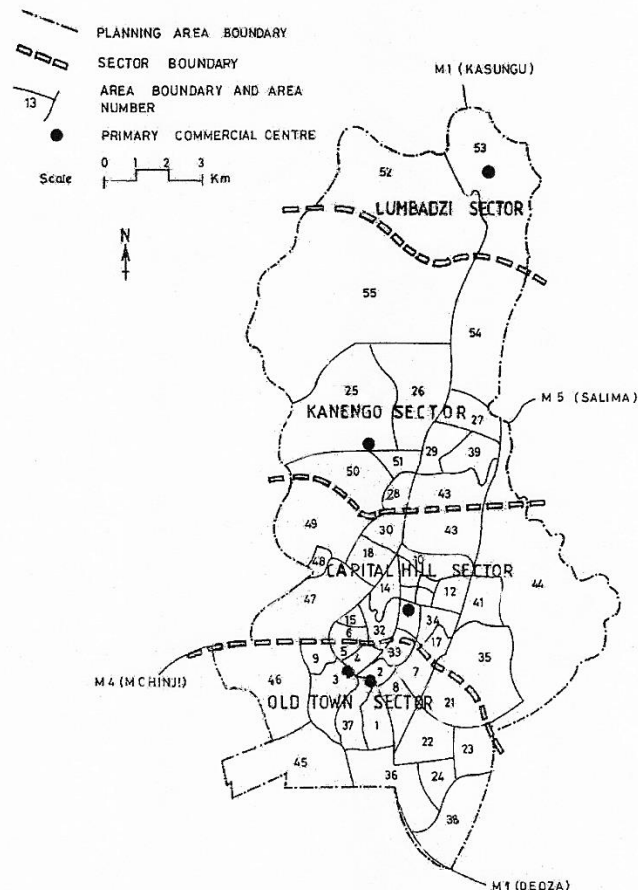 PLANNING AREA BOUNDARY
SECTOR BOUNDARY
13 AREA BOUNDARY AND AREA
NUMBER
PRIMARY COMMERCIAL CENTRE
Scale 0 1 2 3 Km
N
M1 (KASUNGU)
53
52
LUMBADZI SECTOR
55
54
25 26
M5 (SALIMA)
KANENGO SECTOR 27
29 39
50 51
28 43
49 30 43
18 10
48
CAPITAL HILL SECTOR 44
14 12 41
47
15 32 34
6 17
5 33 35
9 4
M4 (MCHINJI)
46 3 2 7
8 21
OLD TOWN SECTOR
37 1 22 23
45 36 24
38
M1 (DEDZA)